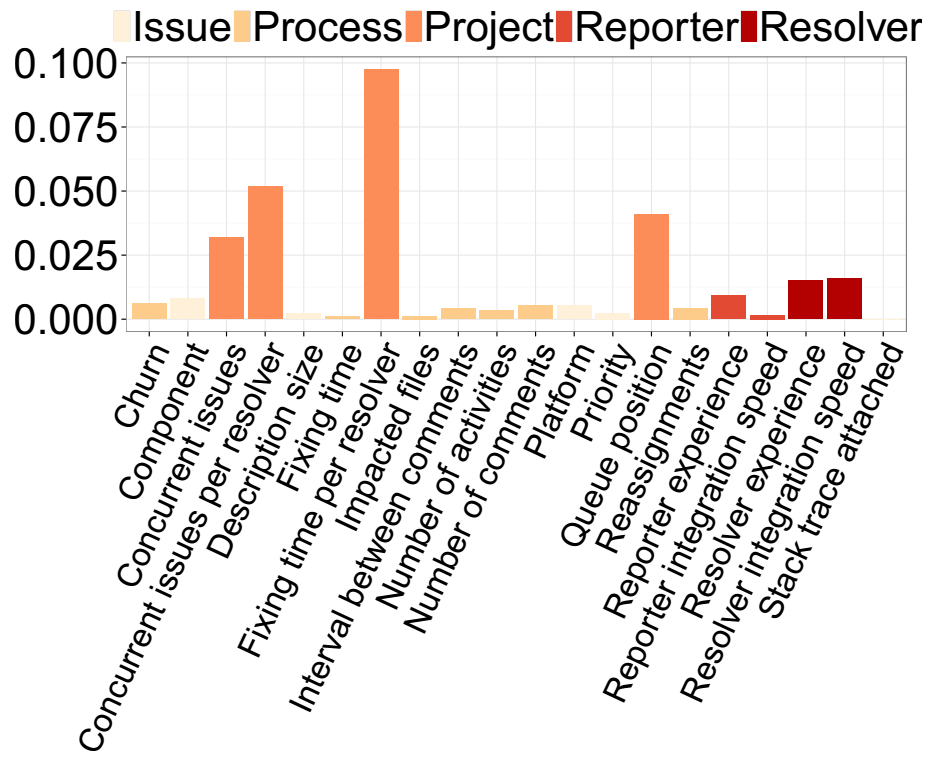 Issue Process Project Reporter Resolver
0.100
0.075
0.050
0.025
0.000
Churn
Component
Concurrent issues
Concurrent issues per resolver
Description size
Fixing time
Fixing time per resolver
Impacted files
Interval between comments
Number of activities
Number of comments
Platform
Priority
Queue position
Reassignments
Reporter experience
Reporter integration speed
Resolver experience
Resolver integration speed
Stack trace attached